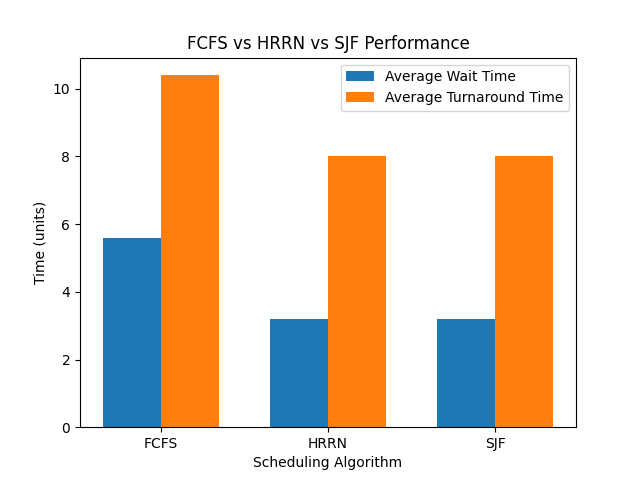 FCFS vs HRRN vs SJF Performance
Average Wait Time
Average Turnaround Time
10
8
6
4
2
0
Time (units)
FCFS
HRRN
SJF
Scheduling Algorithm